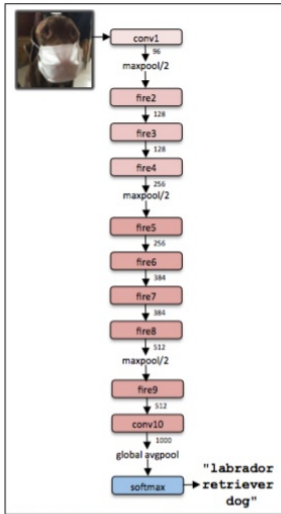 conv1
96
maxpool/2
fire2
128
fire3
128
fire4
256
maxpool/2
fire5
256
fire6
384
fire7
384
fire8
512
maxpool/2
fire9
512
conv10
1000
global avgpool
softmax
"labrador
retriever
dog"